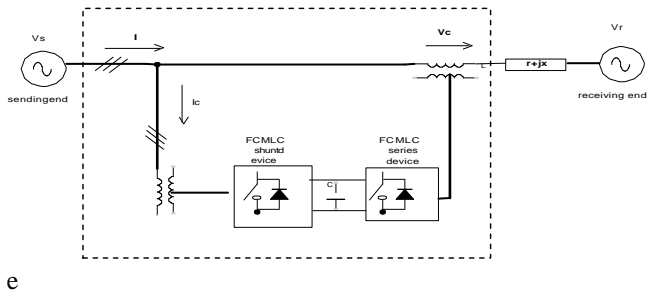 Vs
I
Vc
Vr
L
r+jx
sendingend
receiving end
Ic
FCMLC
shuntd
evice
FCMLC
series
device
C
e